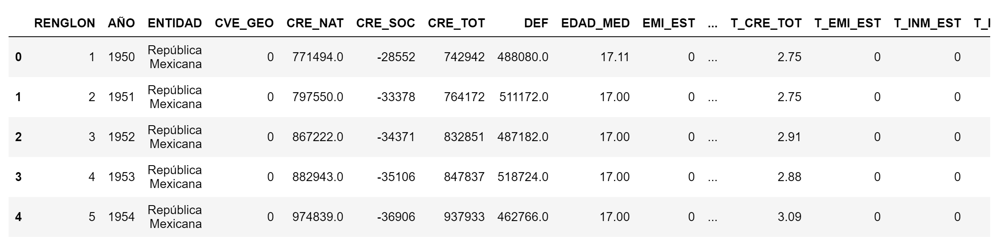 RENGLON AÑO ENTIDAD CVE_GEO CRE_NAT CRE_SOC CRE_TOT DEF EDAD_MED EMI_EST ... T_CRE_TOT T_EMI_EST T_INM_EST
0 1 1950 República Mexicana 0 771494.0 -28552 742942 488080.0 17.11 0 ... 2.75 0 0
1 2 1951 República Mexicana 0 797550.0 -33378 764172 511172.0 17.00 0 ... 2.75 0 0
2 3 1952 República Mexicana 0 867222.0 -34371 832851 487182.0 17.00 0 ... 2.91 0 0
3 4 1953 República Mexicana 0 882943.0 -35106 847837 518724.0 17.00 0 ... 2.88 0 0
4 5 1954 República Mexicana 0 974839.0 -36906 937933 462766.0 17.00 0 ... 3.09 0 0